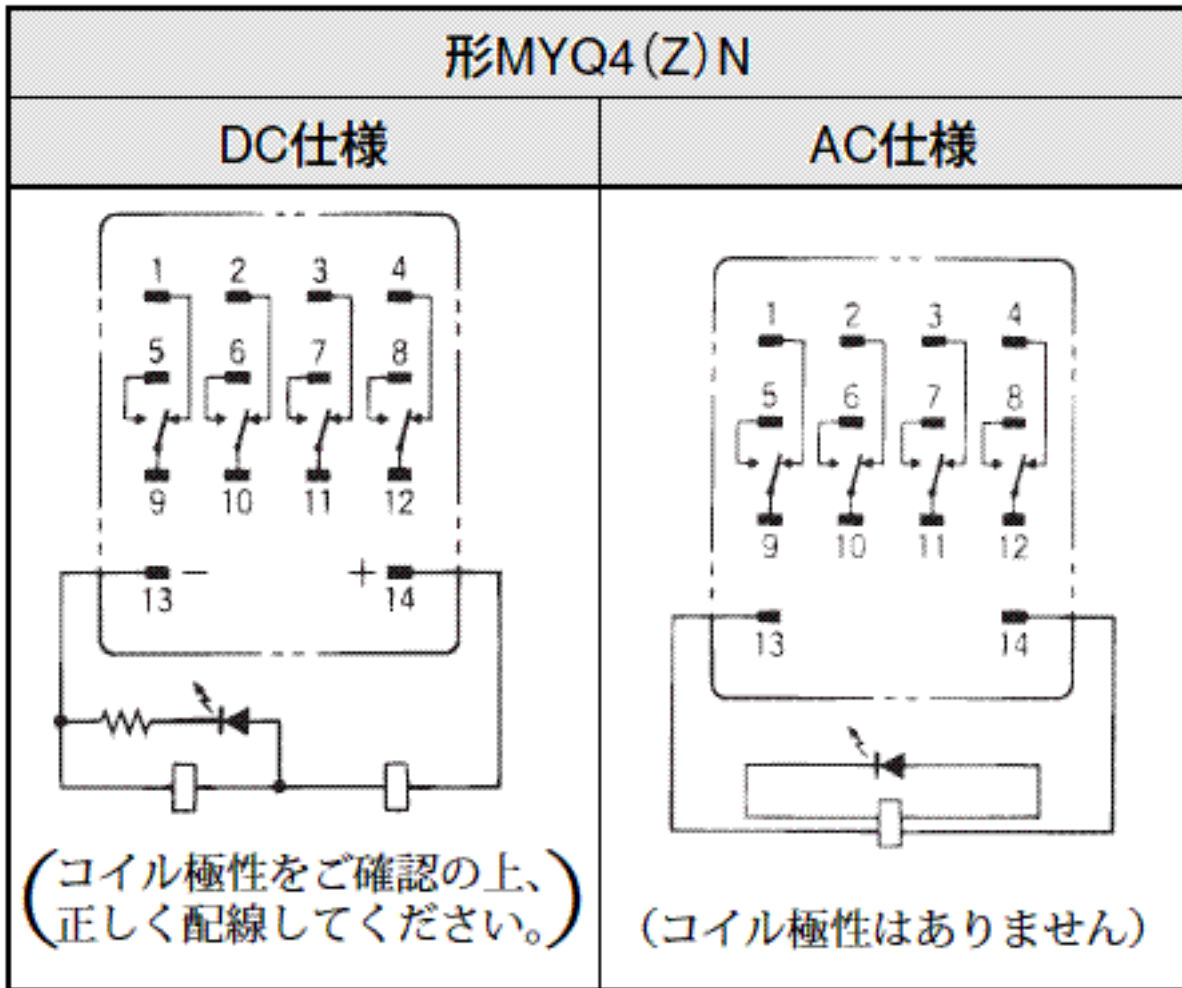 形MYQ4(Z)N
DC仕様
AC仕様
1 2 3 4
5 6 7 8
9 10 11 12
13 − + 14
(コイル極性をご確認の上、
正しく配線してください。)
1 2 3 4
5 6 7 8
9 10 11 12
13 14
(コイル極性はありません)